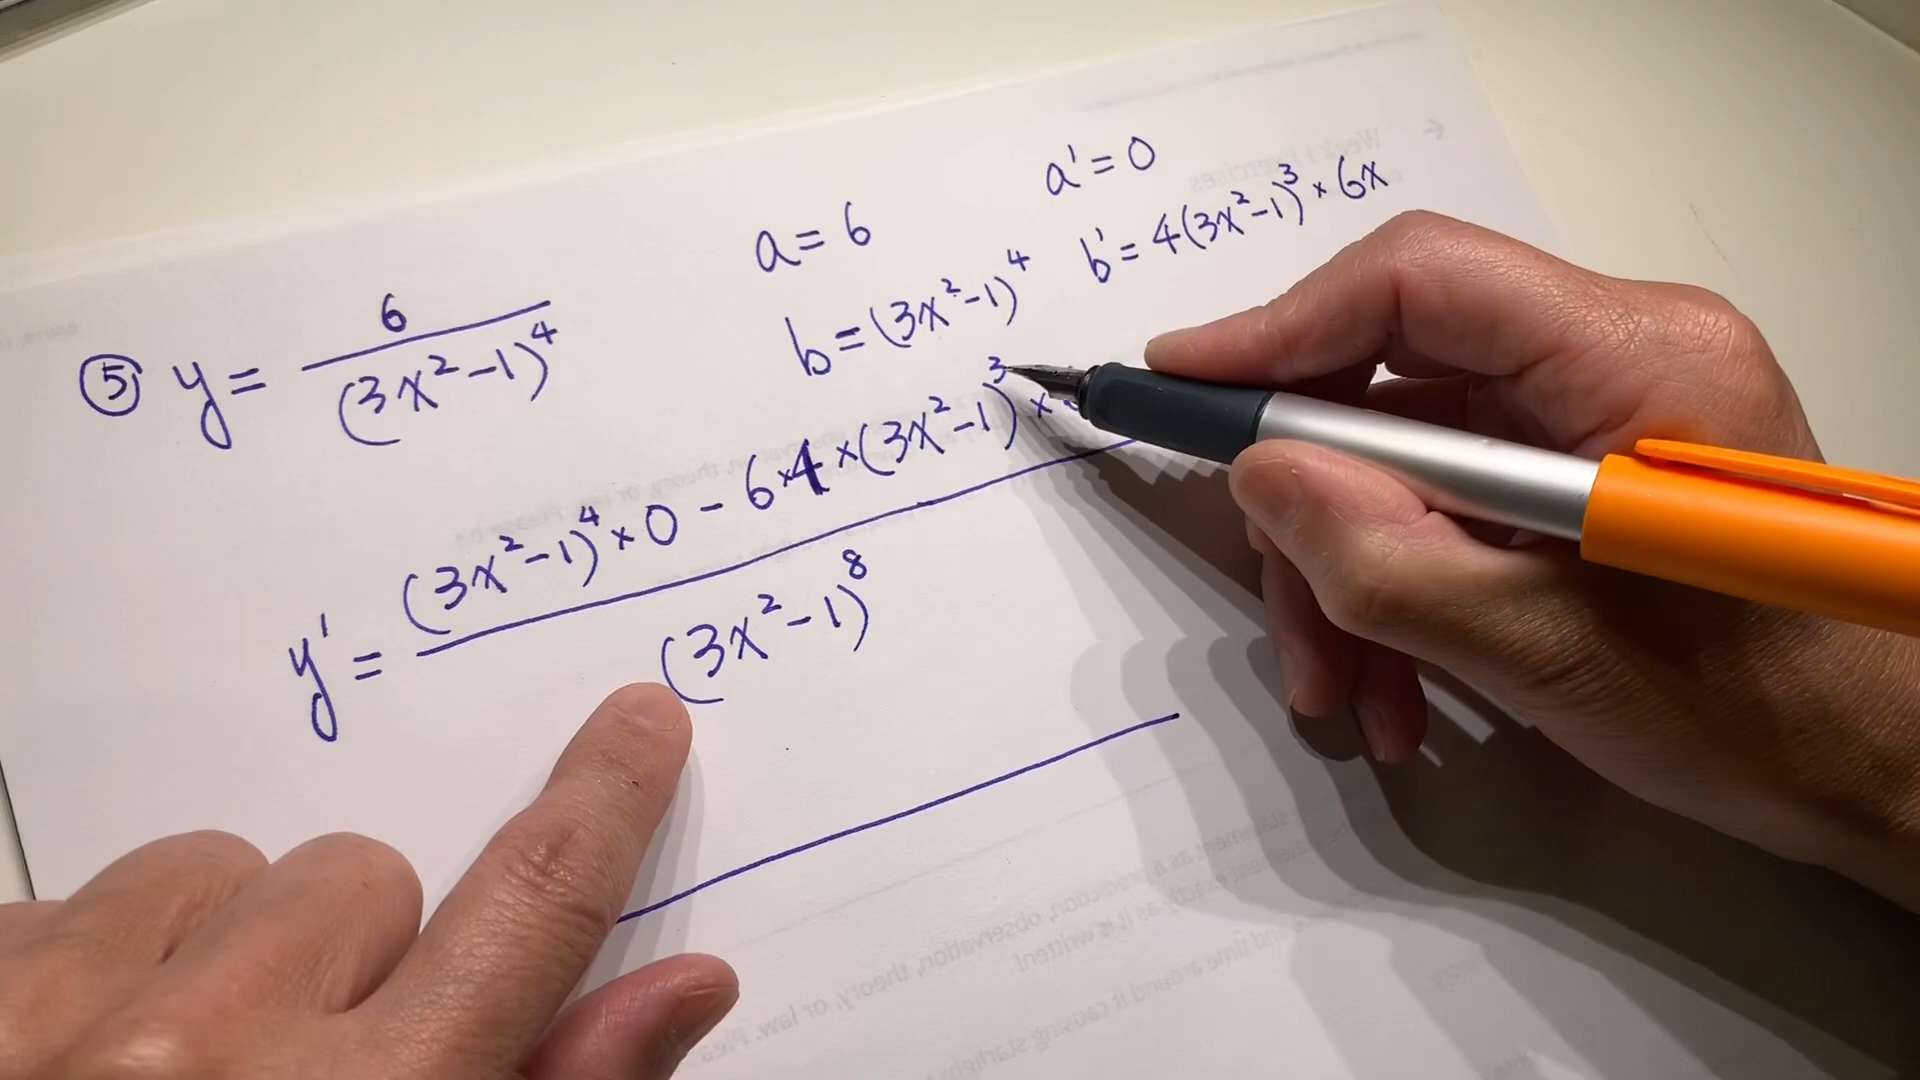 a' = 0
a = 6
b' = 4(3x²-1)³ × 6x
b = (3x²-1)⁴
⑤ y = 6 / (3x²-1)⁴
y' = (3x²-1)⁴ × 0 - 6 × 4 × (3x²-1)³ × / (3x²-1)⁸